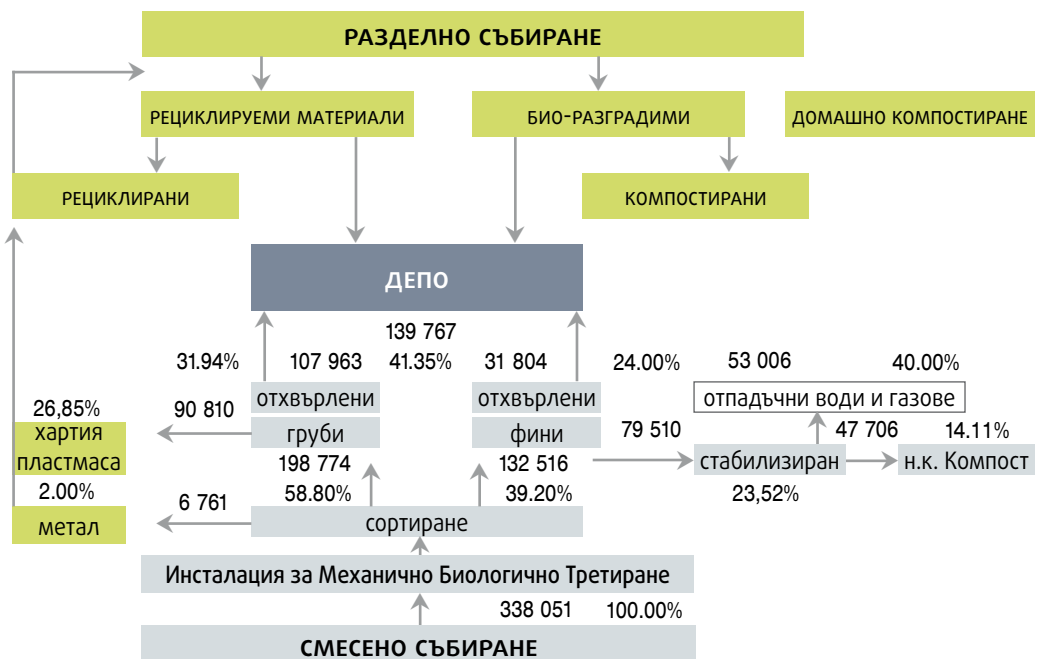 РАЗДЕЛНО СЪБИРАНЕ
РЕЦИКЛИРУЕМИ МАТЕРИАЛИ
БИО-РАЗГРАДИМИ
ДОМАШНО КОМПОСТИРАНЕ
РЕЦИКЛИРАНИ
КОМПОСТИРАНИ
ДЕПО
139 767
31.94% 107 963 41.35% 31 804 24.00% 53 006 40.00%
26,85% 90 810 отхвърлени отхвърлени отпадъчни води и газове
хартия груби фини 79 510 47 706 14.11%
пластмаса 198 774 132 516 стабилизиран н.к. Компост
2.00% 6 761 58.80% 39.20% 23,52%
метал сортиране
Инсталация за Механично Биологично Третиране
338 051 100.00%
СМЕСЕНО СЪБИРАНЕ